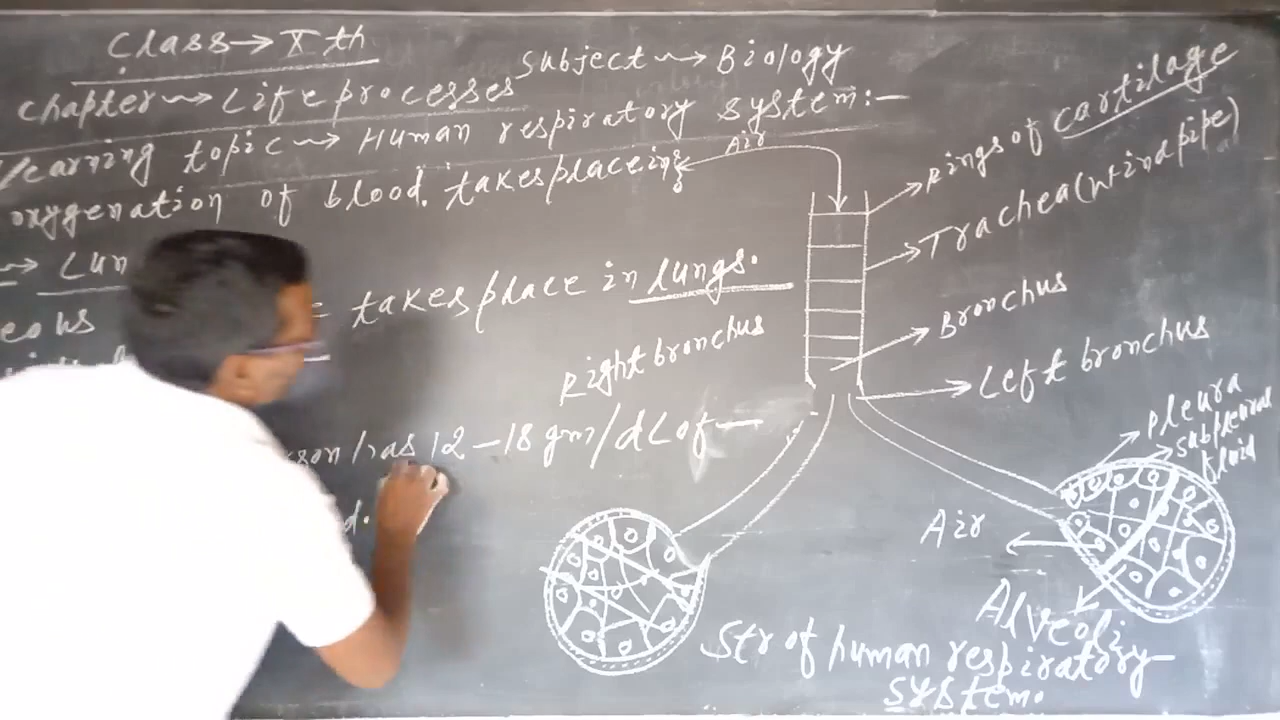 Class → Xth
Subject → Biology
Chapter → Life processes
Learning topic → Human respiratory system:-
oxygenation of blood. takes place in
Air
→ Lun
takes place in lungs.
son has 12-18 gm/dL of
d.
Rings of cartilage
Trachea (windpipe)
Bronchus
Right bronchus
Left bronchus
Pleura
subpleural
fluid
Air
Alveoli
Str of human respiratory
system.